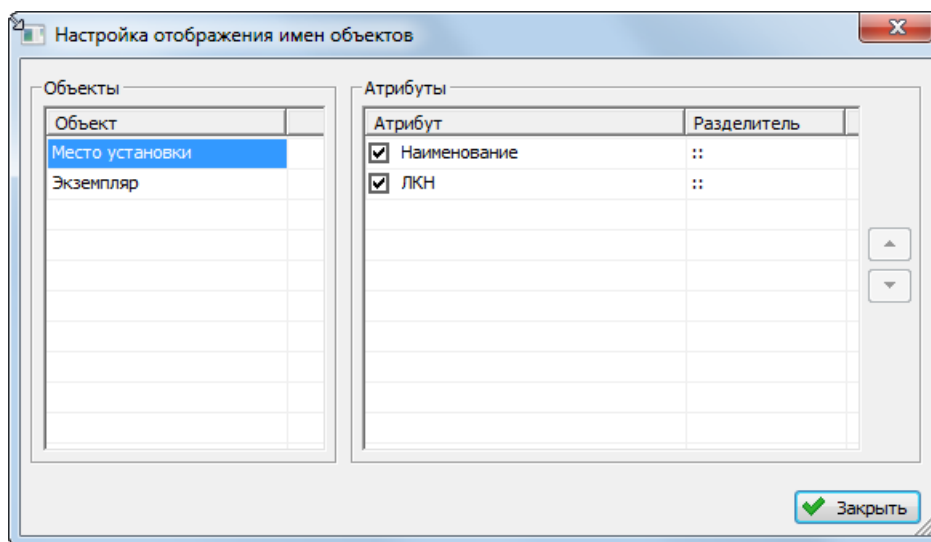 Настройка отображения имен объектов
Объекты
Объект
Место установки
Экземпляр
Атрибуты
Атрибут Разделитель
Наименование ::
ЛКН ::
Закрыть